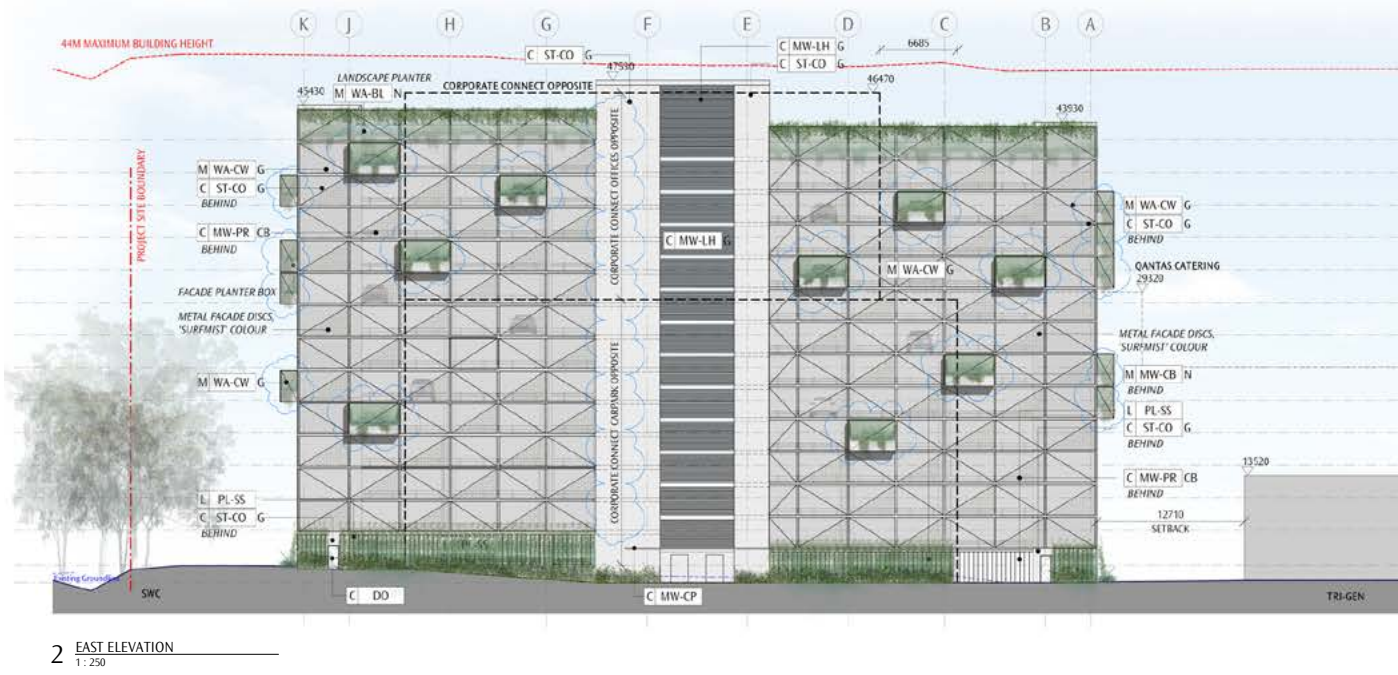 K J H G F E D C B A
44M MAXIMUM BUILDING HEIGHT
C ST-CO G
C MW-LH G
C ST-CO G
6685
47530
46470
LANDSCAPE PLANTER
M WA-BL N
CORPORATE CONNECT OPPOSITE
45430
43930
PROJECT SITE BOUNDARY
M WA-CW G
C ST-CO G
BEHIND
C MW-PR CB
BEHIND
FACADE PLANTER BOX
METAL FACADE DISCS,
'SURFMIST' COLOUR
M WA-CW G
L PL-SS
C ST-CO G
BEHIND
CORPORATE CONNECT OFFICES OPPOSITE
CORPORATE CONNECT CARPARK OPPOSITE
C MW-LH G
M WA-CW G
M WA-CW G
C ST-CO G
BEHIND
QANTAS CATERING
29320
METAL FACADE DISCS,
'SURFMIST' COLOUR
M MW-CB N
BEHIND
L PL-SS
C ST-CO G
BEHIND
C MW-PR CB
BEHIND
13520
12710
SETBACK
PL-SS
Existing Groundline
SWC
C DO
C MW-CP
TRI-GEN
2 EAST ELEVATION
1 : 250